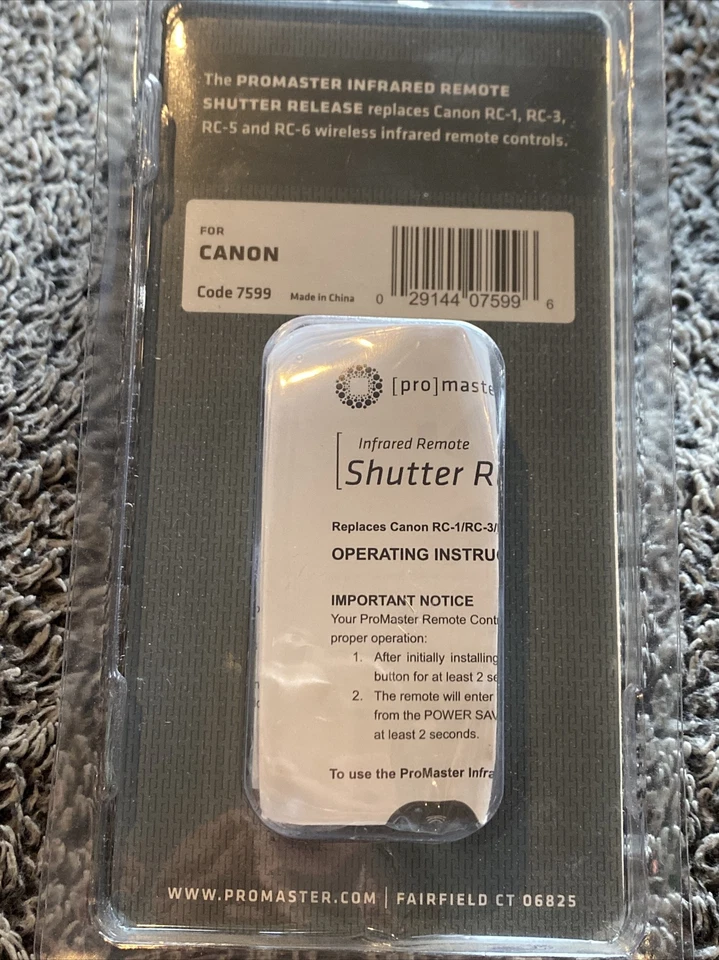 The PROMASTER INFRARED REMOTE
SHUTTER RELEASE replaces Canon RC-1, RC-3,
RC-5 and RC-6 wireless infrared remote controls.
FOR
CANON
Code 7599
Made in China
0 29144 07599 6
[pro]maste
Infrared Remote
Shutter R
Replaces Canon RC-1/RC-3/
OPERATING INSTRU
IMPORTANT NOTICE
Your ProMaster Remote Cont
proper operation:
1. After initially installing
button for at least 2 se
2. The remote will enter
from the POWER SAV
at least 2 seconds.
To use the ProMaster Infra
WWW.PROMASTER.COM | FAIRFIELD CT 06825